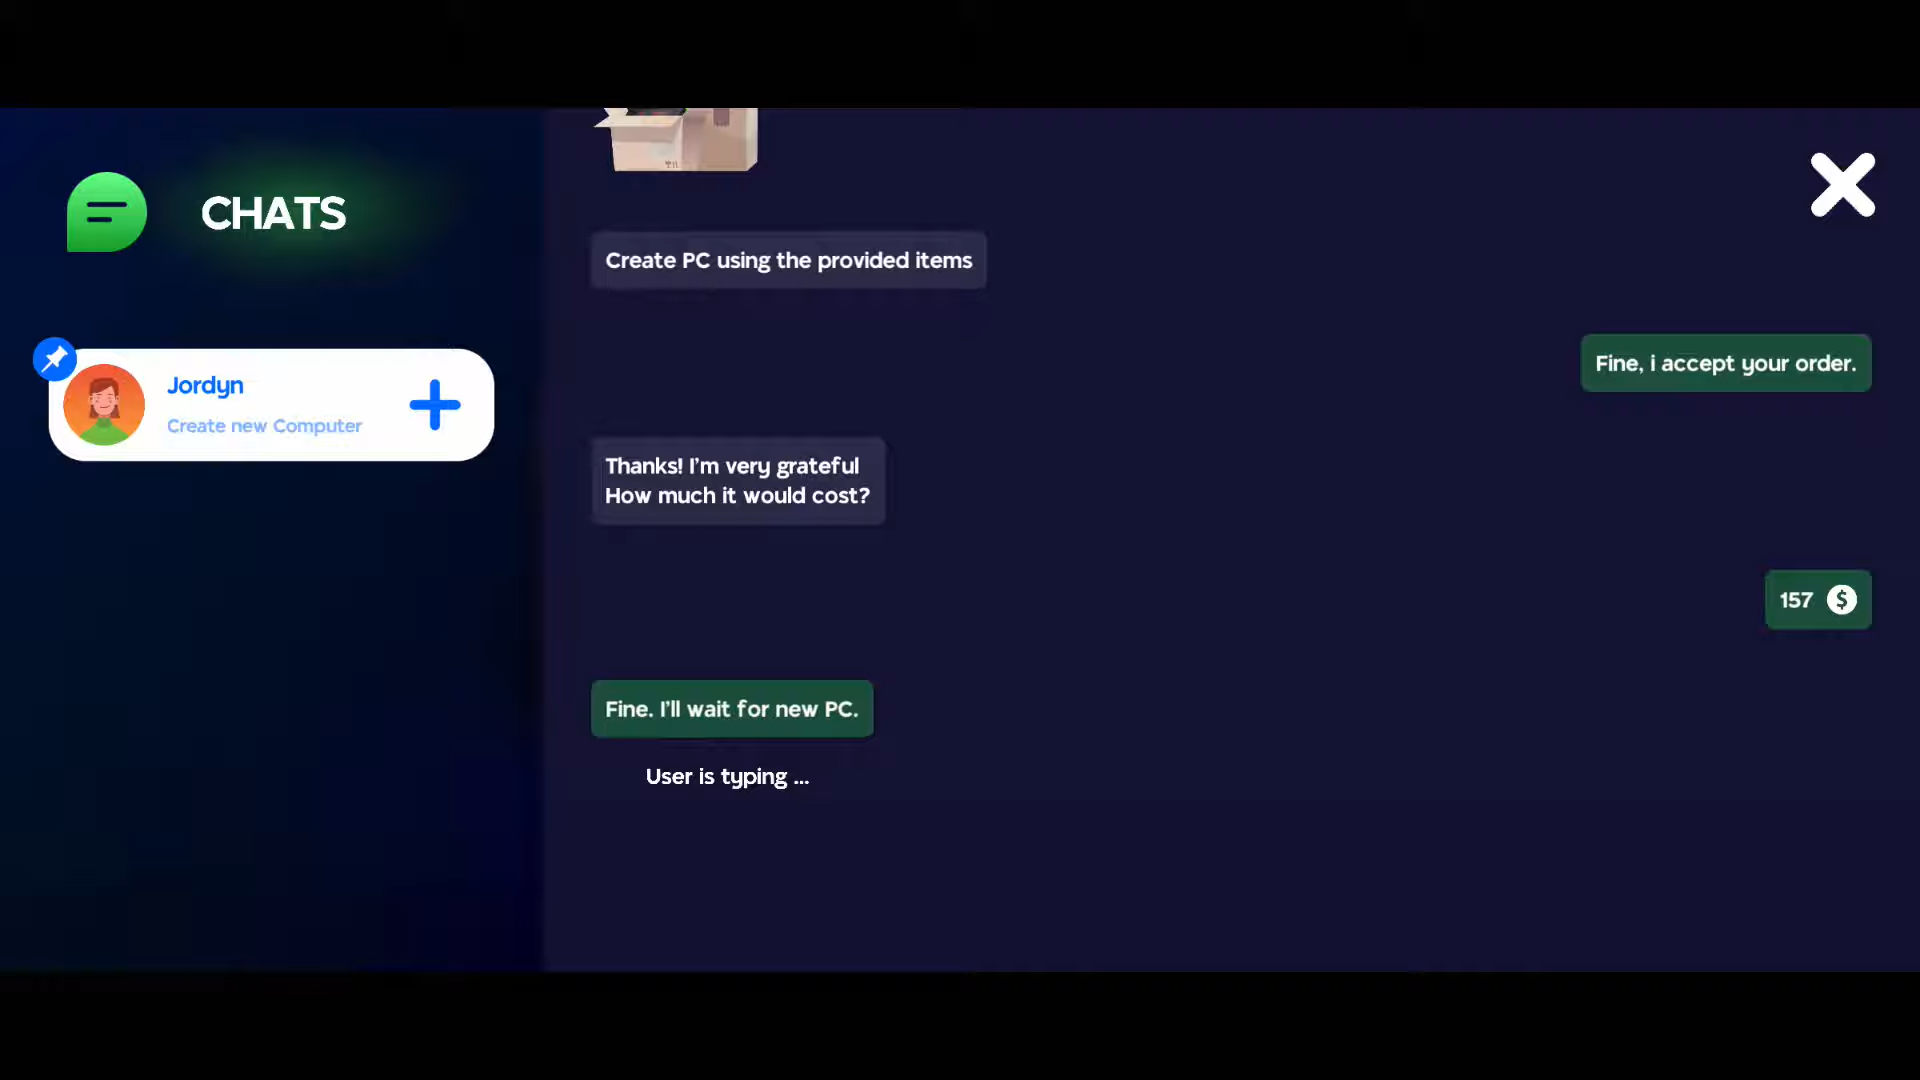 CHATS
Jordyn
Create new Computer
Create PC using the provided items
Fine, i accept your order.
Thanks! I'm very grateful
How much it would cost?
157 $
Fine. I'll wait for new PC.
User is typing ...